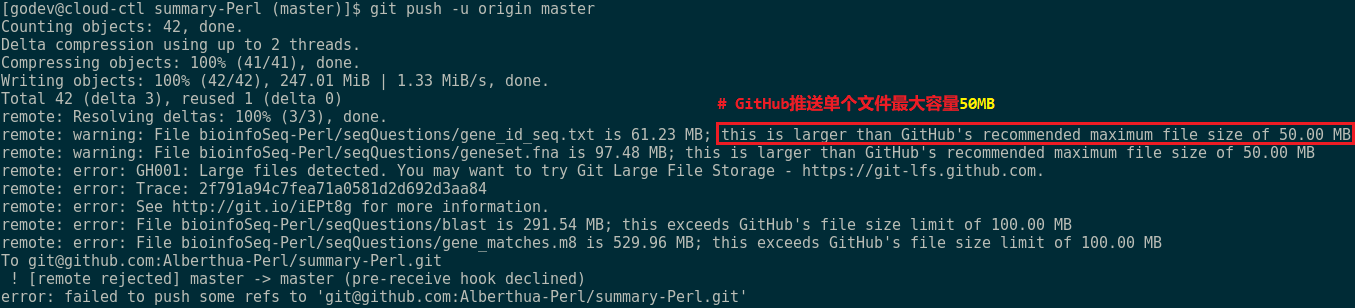 [godev@cloud-ctl summary-Perl (master)]$ git push -u origin master
Counting objects: 42, done.
Delta compression using up to 2 threads.
Compressing objects: 100% (41/41), done.
Writing objects: 100% (42/42), 247.01 MiB | 1.33 MiB/s, done.
Total 42 (delta 3), reused 1 (delta 0)
# GitHub推送单个文件最大容量50MB
remote: Resolving deltas: 100% (3/3), done.
remote: warning: File bioinfoSeq-Perl/seqQuestions/gene_id_seq.txt is 61.23 MB; this is larger than GitHub's recommended maximum file size of 50.00 MB
remote: warning: File bioinfoSeq-Perl/seqQuestions/geneset.fna is 97.48 MB; this is larger than GitHub's recommended maximum file size of 50.00 MB
remote: error: GH001: Large files detected. You may want to try Git Large File Storage - https://git-lfs.github.com.
remote: error: Trace: 2f791a94c7fea71a0581d2d692d3aa84
remote: error: See http://git.io/iEPt8g for more information.
remote: error: File bioinfoSeq-Perl/seqQuestions/blast is 291.54 MB; this exceeds GitHub's file size limit of 100.00 MB
remote: error: File bioinfoSeq-Perl/seqQuestions/gene_matches.m8 is 529.96 MB; this exceeds GitHub's file size limit of 100.00 MB
To git@github.com:Alberthua-Perl/summary-Perl.git
 ! [remote rejected] master -> master (pre-receive hook declined)
error: failed to push some refs to 'git@github.com:Alberthua-Perl/summary-Perl.git'